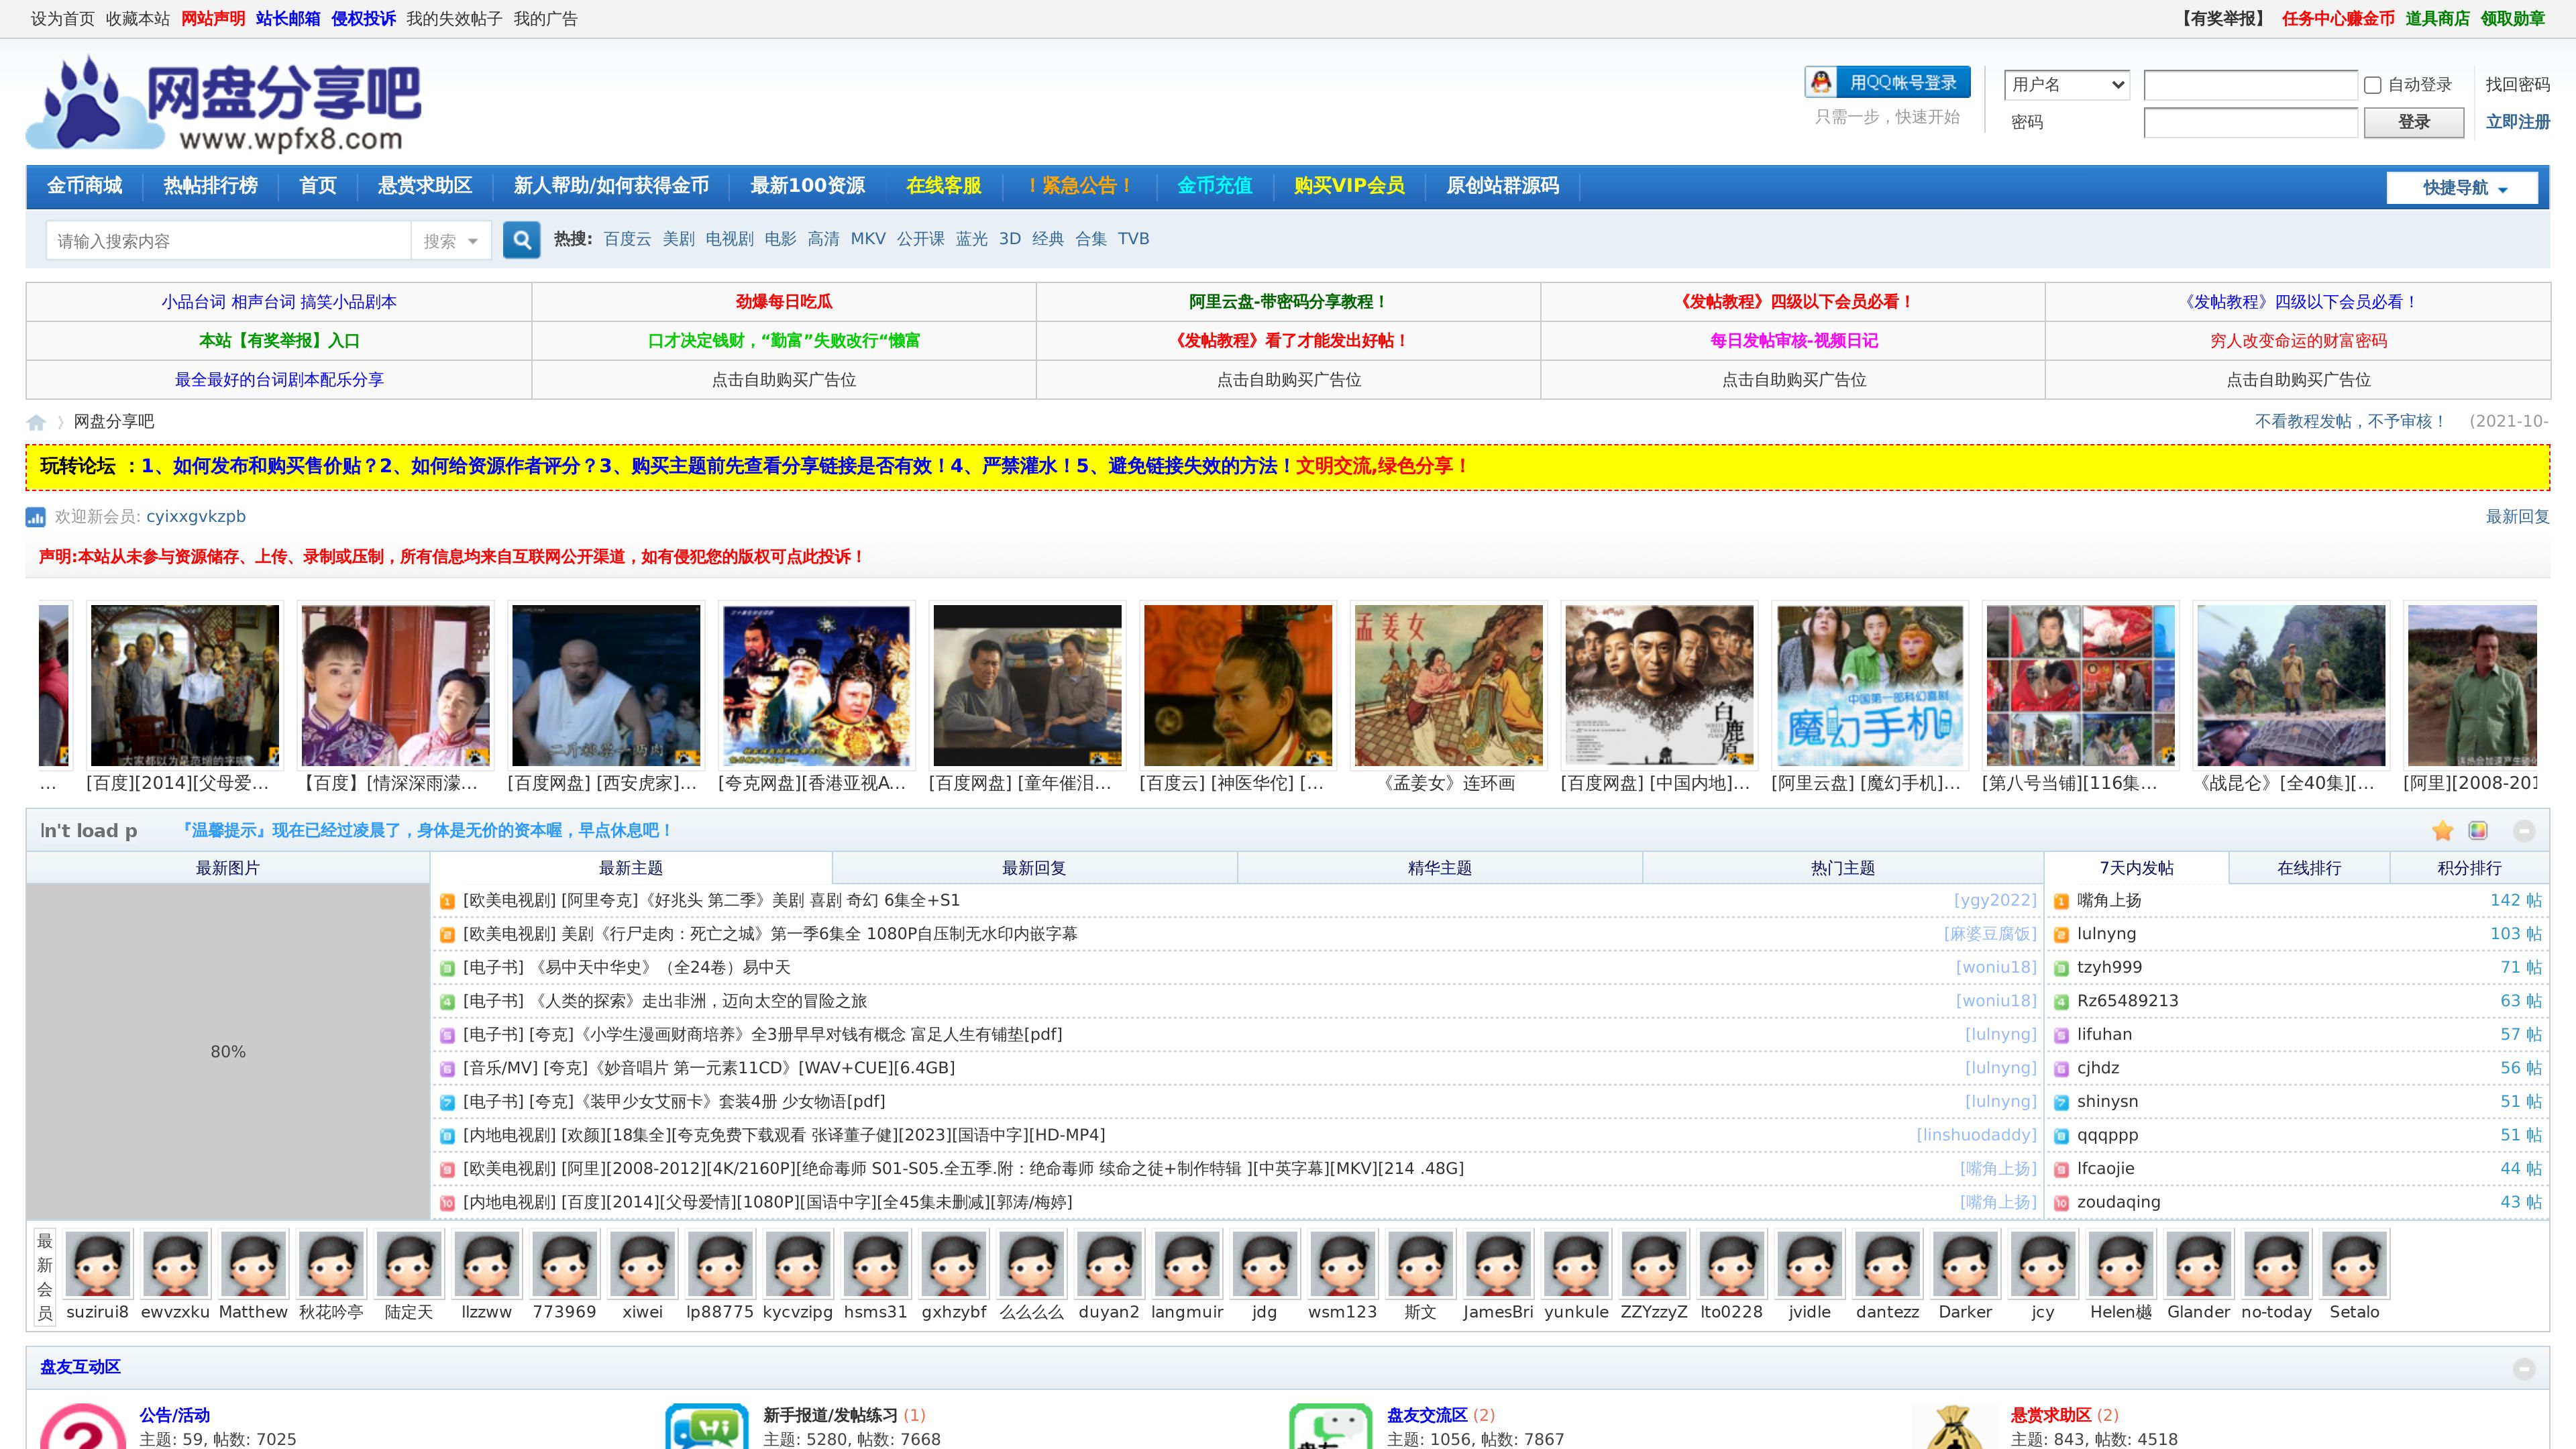 设为首页 收藏本站 网站声明 站长邮箱 侵权投诉 我的失效帖子 我的广告 【有奖举报】 任务中心赚金币 道具商店 领取勋章
网盘分享吧
www.wpfx8.com
用QQ帐号登录
只需一步，快速开始
用户名 自动登录 找回密码
密码 登录 立即注册
金币商城 热帖排行榜 首页 悬赏求助区 新人帮助/如何获得金币 最新100资源 在线客服 ！紧急公告！ 金币充值 购买VIP会员 原创站群源码 快捷导航
请输入搜索内容 搜索 热搜: 百度云 美剧 电视剧 电影 高清 MKV 公开课 蓝光 3D 经典 合集 TVB
小品台词 相声台词 搞笑小品剧本 劲爆每日吃瓜 阿里云盘-带密码分享教程！ 《发帖教程》四级以下会员必看！ 《发帖教程》四级以下会员必看！
本站【有奖举报】入口 口才决定钱财，“勤富”失败改行“懒富 《发帖教程》看了才能发出好帖！ 每日发帖审核-视频日记 穷人改变命运的财富密码
最全最好的台词剧本配乐分享 点击自助购买广告位 点击自助购买广告位 点击自助购买广告位 点击自助购买广告位
网盘分享吧 不看教程发帖，不予审核！ (2021-10-
玩转论坛 ：1、如何发布和购买售价贴？2、如何给资源作者评分？3、购买主题前先查看分享链接是否有效！4、严禁灌水！5、避免链接失效的方法！文明交流,绿色分享！
欢迎新会员: cyixxgvkzpb 最新回复
声明:本站从未参与资源储存、上传、录制或压制，所有信息均来自互联网公开渠道，如有侵犯您的版权可点此投诉！
大家都以为是范坝的字呢
孟姜女
白鹿原
中国第一部科幻喜剧
魔幻手机
... [百度][2014][父母爱... 【百度】[情深深雨濛... [百度网盘] [西安虎家]... [夸克网盘][香港亚视A... [百度网盘] [童年催泪... [百度云] [神医华佗] [... 《孟姜女》连环画 [百度网盘] [中国内地]... [阿里云盘] [魔幻手机]... [第八号当铺][116集... 《战昆仑》[全40集][... [阿里][2008-201
ln't load p 『温馨提示』现在已经过凌晨了，身体是无价的资本喔，早点休息吧！
最新图片 最新主题 最新回复 精华主题 热门主题 7天内发帖 在线排行 积分排行
80%
1 [欧美电视剧] [阿里夸克]《好兆头 第二季》美剧 喜剧 奇幻 6集全+S1 [ygy2022] 1 嘴角上扬 142 帖
2 [欧美电视剧] 美剧《行尸走肉：死亡之城》第一季6集全 1080P自压制无水印内嵌字幕 [麻婆豆腐饭] 2 lulnyng 103 帖
3 [电子书] 《易中天中华史》（全24卷）易中天 [woniu18] 3 tzyh999 71 帖
4 [电子书] 《人类的探索》走出非洲，迈向太空的冒险之旅 [woniu18] 4 Rz65489213 63 帖
5 [电子书] [夸克]《小学生漫画财商培养》全3册早早对钱有概念 富足人生有铺垫[pdf] [lulnyng] 5 lifuhan 57 帖
6 [音乐/MV] [夸克]《妙音唱片 第一元素11CD》[WAV+CUE][6.4GB] [lulnyng] 6 cjhdz 56 帖
7 [电子书] [夸克]《装甲少女艾丽卡》套装4册 少女物语[pdf] [lulnyng] 7 shinysn 51 帖
8 [内地电视剧] [欢颜][18集全][夸克免费下载观看 张译董子健][2023][国语中字][HD-MP4] [linshuodaddy] 8 qqqppp 51 帖
9 [欧美电视剧] [阿里][2008-2012][4K/2160P][绝命毒师 S01-S05.全五季.附：绝命毒师 续命之徒+制作特辑 ][中英字幕][MKV][214 .48G] [嘴角上扬] 9 lfcaojie 44 帖
10 [内地电视剧] [百度][2014][父母爱情][1080P][国语中字][全45集未删减][郭涛/梅婷] [嘴角上扬] 10 zoudaqing 43 帖
最新会员
suzirui8 ewvzxku Matthew 秋花吟亭 陆定天 llzzww 773969 xiwei lp88775 kycvzipg hsms31 gxhzybf 么么么么 duyan2 langmuir jdg wsm123 斯文 JamesBri yunkule ZZYzzyZ lto0228 jvidle dantezz Darker jcy Helen樾 Glander no-today Setalo
盘友互动区
公告/活动 Hi 新手报道/发帖练习 (1) 盘友交流区 (2) 悬赏求助区 (2)
主题: 59, 帖数: 7025 主题: 5280, 帖数: 7668 主题: 1056, 帖数: 7867 主题: 843, 帖数: 4518